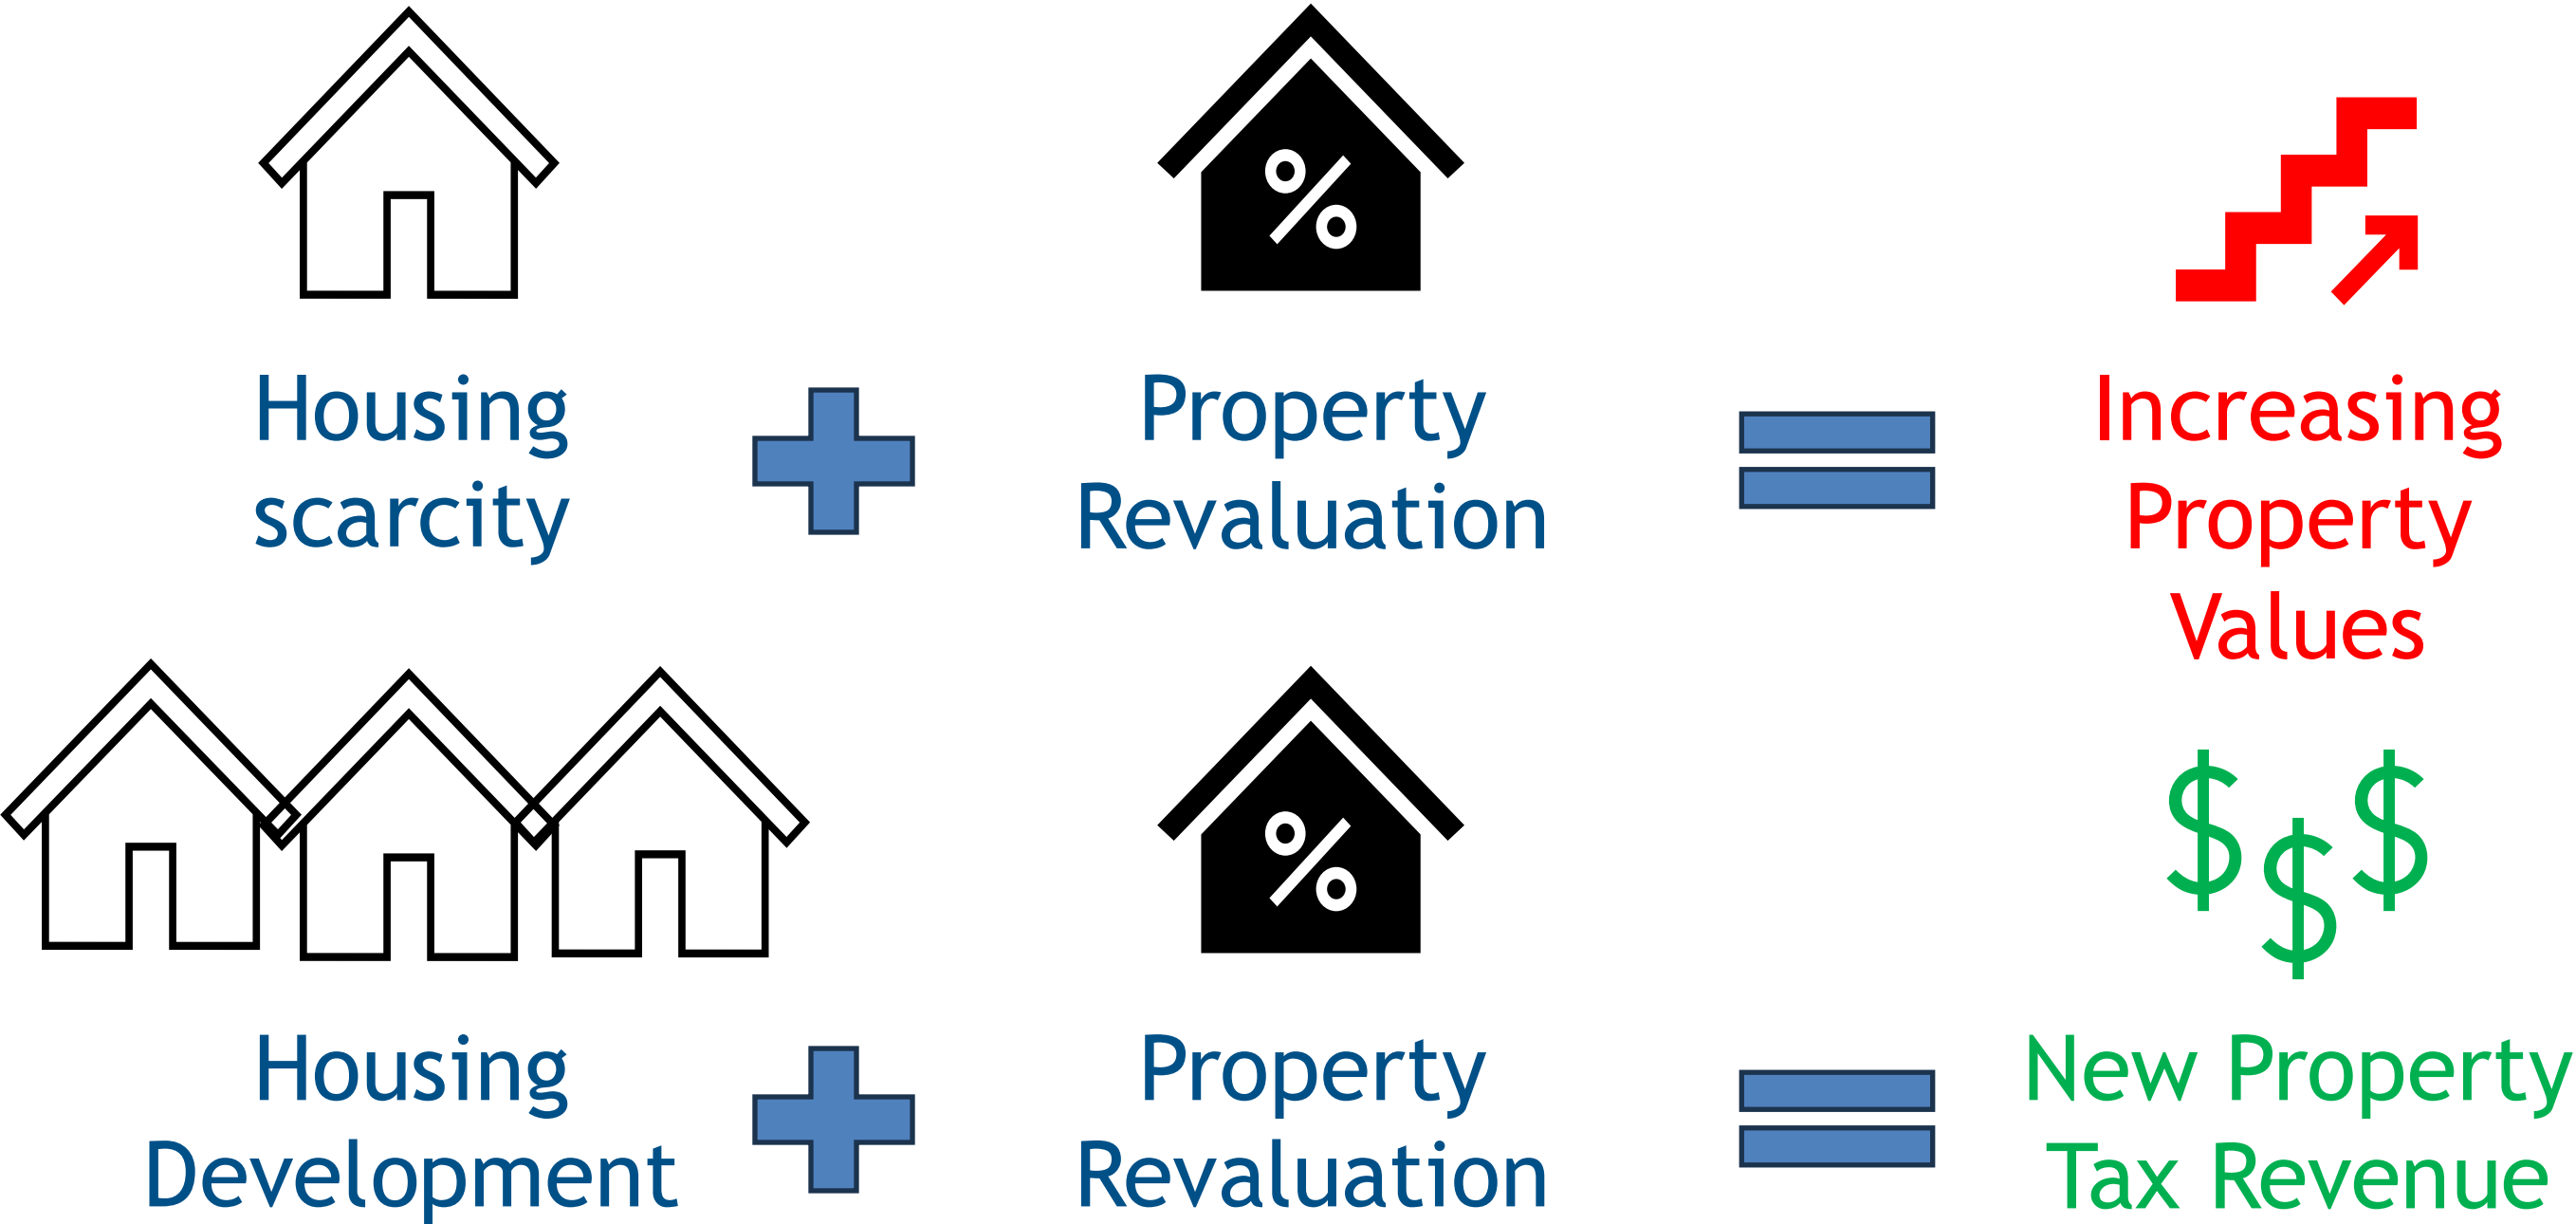 Housing
scarcity
Property
Revaluation
Increasing
Property
Values
Housing
Development
Property
Revaluation
New Property
Tax Revenue